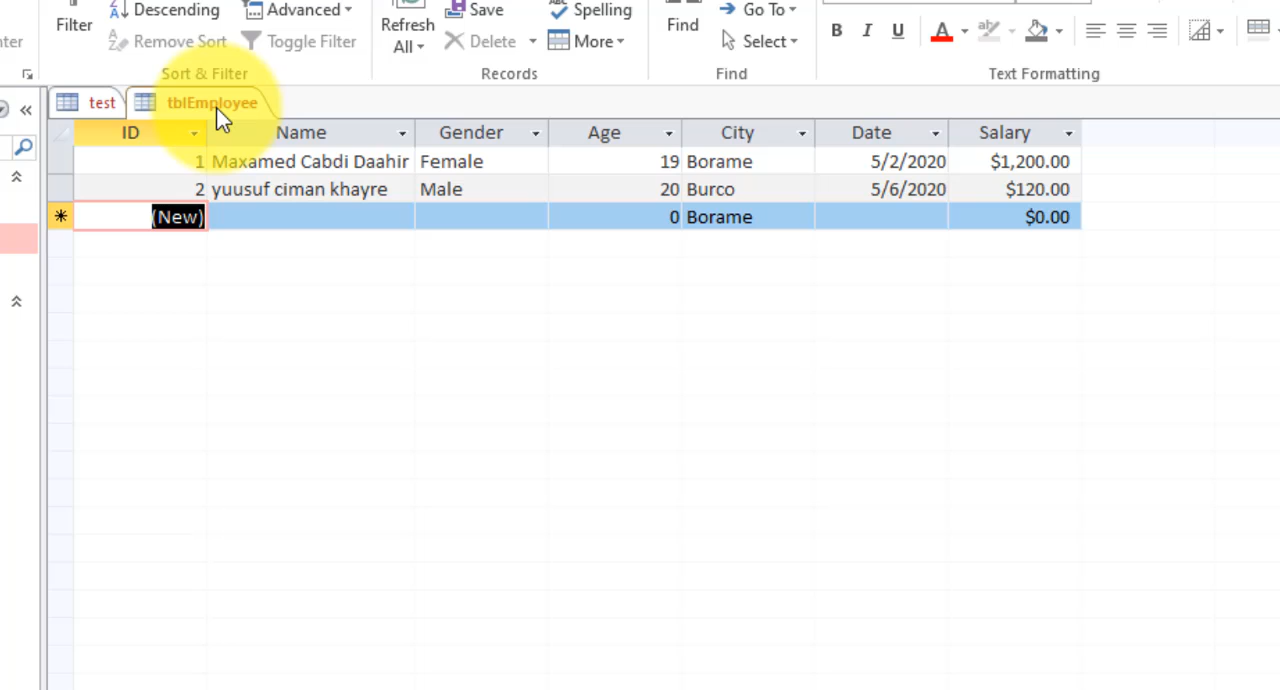 Filter
Descending
Advanced
Remove Sort
Toggle Filter
Sort & Filter
Refresh
All
Save
Delete
Spelling
More
Records
Find
Go To
Select
Find
B I U A
Text Formatting
test
tblEmployee
ID Name Gender Age City Date Salary
1 Maxamed Cabdi Daahir Female 19 Borame 5/2/2020 $1,200.00
2 yuusuf ciman khayre Male 20 Burco 5/6/2020 $120.00
(New) 0 Borame $0.00